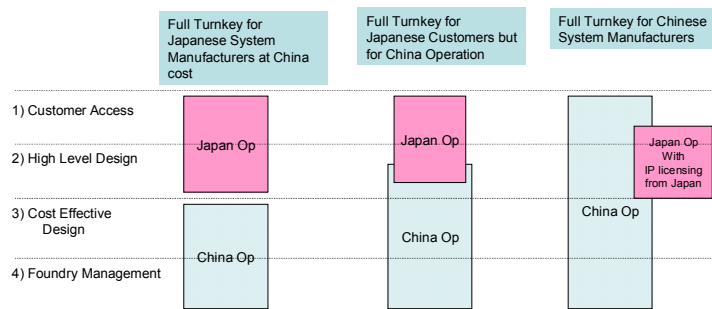 Full Turnkey for
Japanese System
Manufacturers at China
cost
Full Turnkey for
Japanese Customers but
for China Operation
Full Turnkey for Chinese
System Manufacturers
1) Customer Access
2) High Level Design
3) Cost Effective
Design
4) Foundry Management
Japan Op
China Op
Japan Op
China Op
China Op
Japan Op
With
IP licensing
from Japan